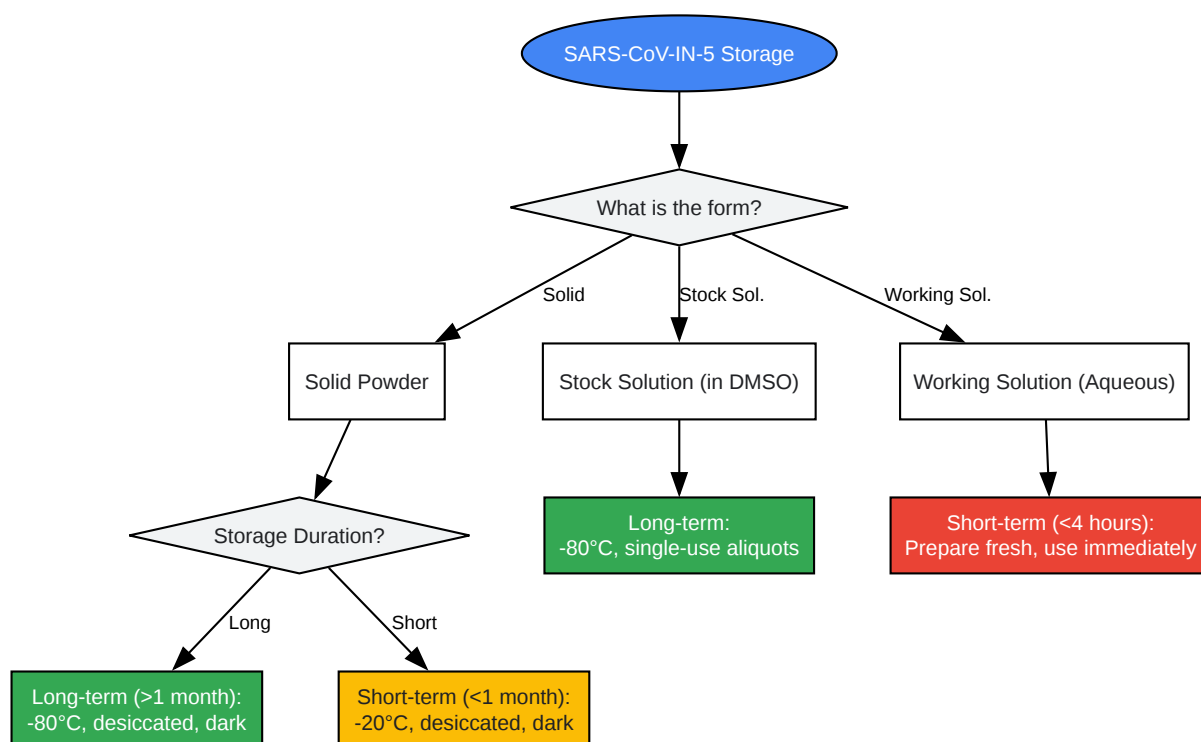 SARS-CoV-IN-5 Storage
What is the form?
Solid
Stock Sol.
Working Sol.
Solid Powder
Stock Solution (in DMSO)
Working Solution (Aqueous)
Storage Duration?
Long-term:
-80°C, single-use aliquots
Short-term (<4 hours):
Prepare fresh, use immediately
Long
Short
Long-term (>1 month):
-80°C, desiccated, dark
Short-term (<1 month):
-20°C, desiccated, dark